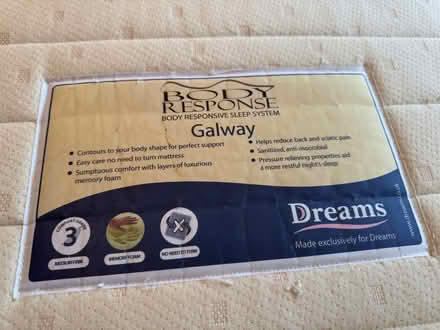 BODY
RESPONSE
BODY RESPONSIVE SLEEP SYSTEM
Galway
• Contours to your body shape for perfect support
• Easy care no need to turn mattress
• Sumptuous comfort with layers of luxurious
memory foam
• Helps reduce back and sciatic pain
• Sanitized, anti-microbial
• Pressure relieving properties aid
a more restful night's sleep
3
MEDIUM FIRM
MEMORY FOAM
NO NEED TO TURN
Dreams
Made exclusively for Dreams